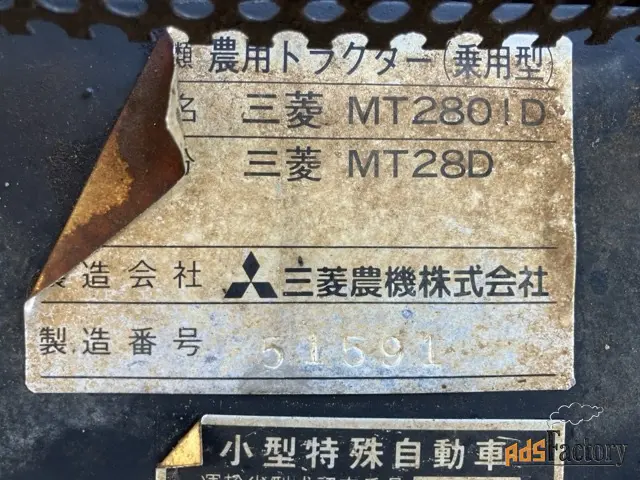 類 農用トラクター(乗用型)
名 三菱 MT2801D
三菱 MT28D
造会社 三菱農機株式会社
製造番号 51591
小型特殊自動車
AdsFactory